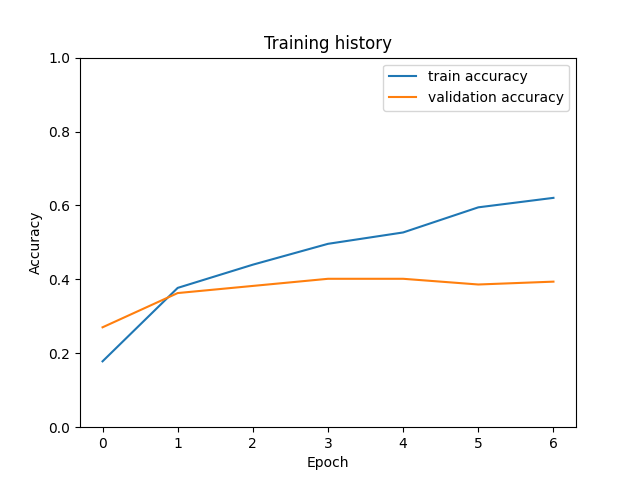 Training history
train accuracy
validation accuracy
Accuracy
1.0
0.8
0.6
0.4
0.2
0.0
0 1 2 3 4 5 6
Epoch